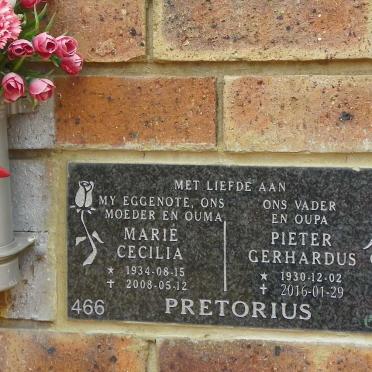 MET LIEFDE AAN
MY EGGENOTE, ONS
MOEDER EN OUMA
MARIÉ
CECILIA
* 1934-08-15
✝ 2008-05-12
ONS VADER
EN OUPA
PIETER
GERHARDUS
* 1930-12-02
✝ 2016-01-29
466
PRETORIUS